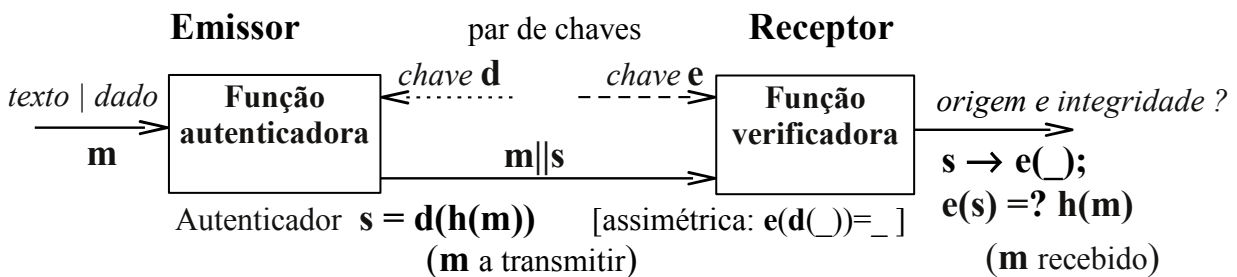 Emissor par de chaves Receptor
texto | dado
m
Função
autenticadora
chave d
chave e
m||s
Função
verificadora
origem e integridade ?
s → e(_);
e(s) =? h(m)
Autenticador s = d(h(m)) [assimétrica: e(d(_))=_ ]
(m a transmitir)
(m recebido)